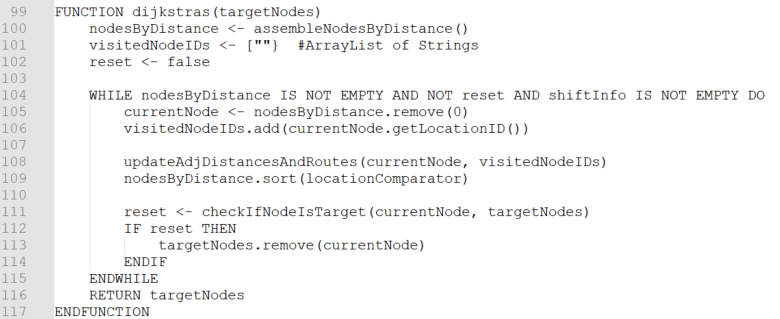 99 FUNCTION dijkstras(targetNodes)
100     nodesByDistance <- assembleNodesByDistance()
101     visitedNodeIDs <- [""}  #ArrayList of Strings
102     reset <- false
103
104     WHILE nodesByDistance IS NOT EMPTY AND NOT reset AND shiftInfo IS NOT EMPTY DO
105         currentNode <- nodesByDistance.remove(0)
106         visitedNodeIDs.add(currentNode.getLocationID())
107
108         updateAdjDistancesAndRoutes(currentNode, visitedNodeIDs)
109         nodesByDistance.sort(locationComparator)
110
111         reset <- checkIfNodeIsTarget(currentNode, targetNodes)
112         IF reset THEN
113             targetNodes.remove(currentNode)
114         ENDIF
115     ENDWHILE
116     RETURN targetNodes
117 ENDFUNCTION